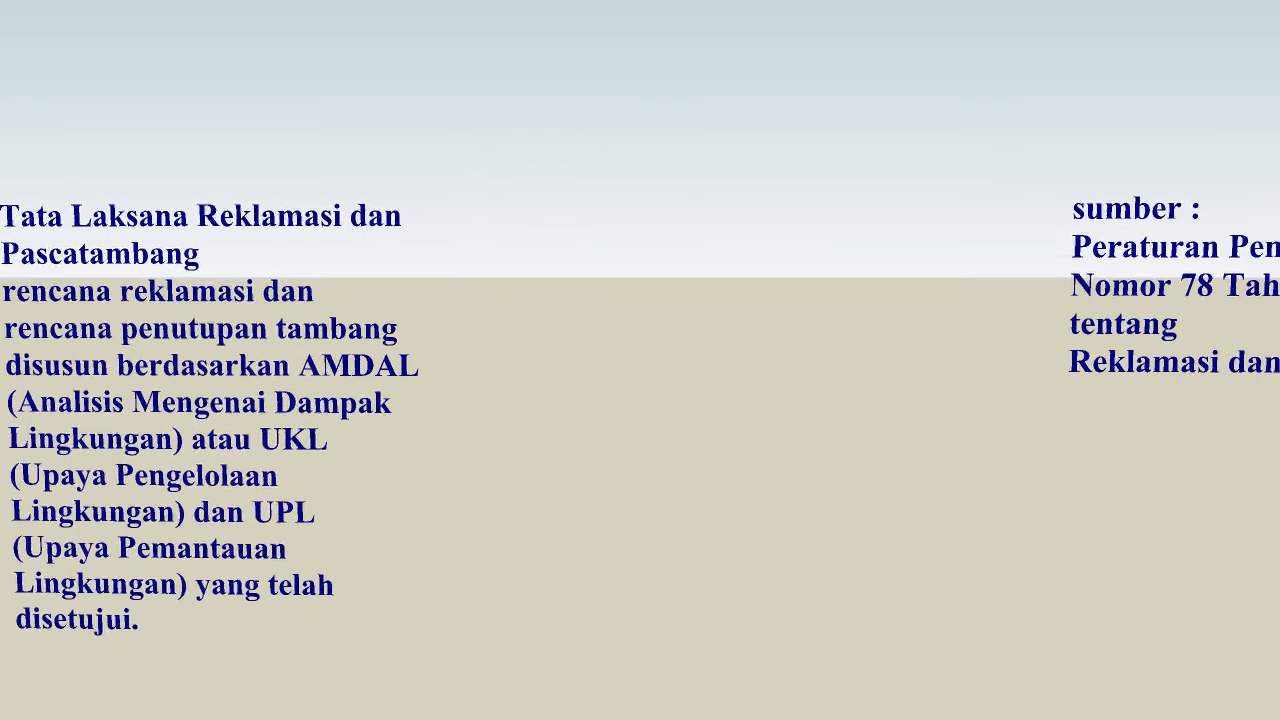 Tata Laksana Reklamasi dan
Pascatambang
rencana reklamasi dan
rencana penutupan tambang
disusun berdasarkan AMDAL
(Analisis Mengenai Dampak
Lingkungan) atau UKL
(Upaya Pengelolaan
Lingkungan) dan UPL
(Upaya Pemantauan
Lingkungan) yang telah
disetujui.
sumber :
Peraturan
Nomor 78
tentang
Reklamasi dan